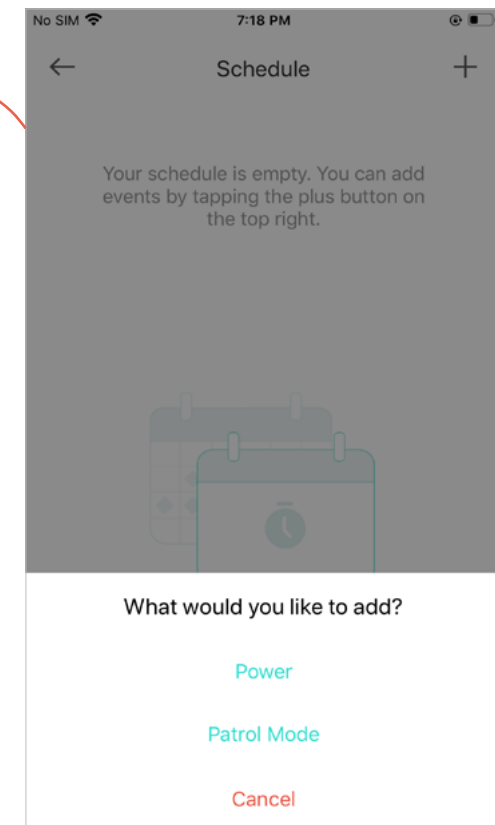 No SIM 7:18 PM
Schedule
Your schedule is empty. You can add
events by tapping the plus button on
the top right.
What would you like to add?
Power
Patrol Mode
Cancel